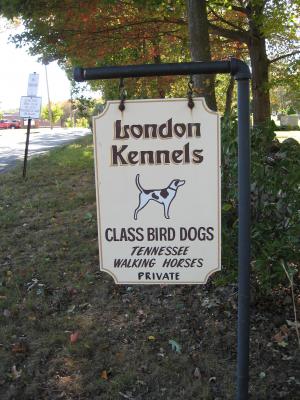 London
Kennels
CLASS BIRD DOGS
TENNESSEE
WALKING HORSES
PRIVATE